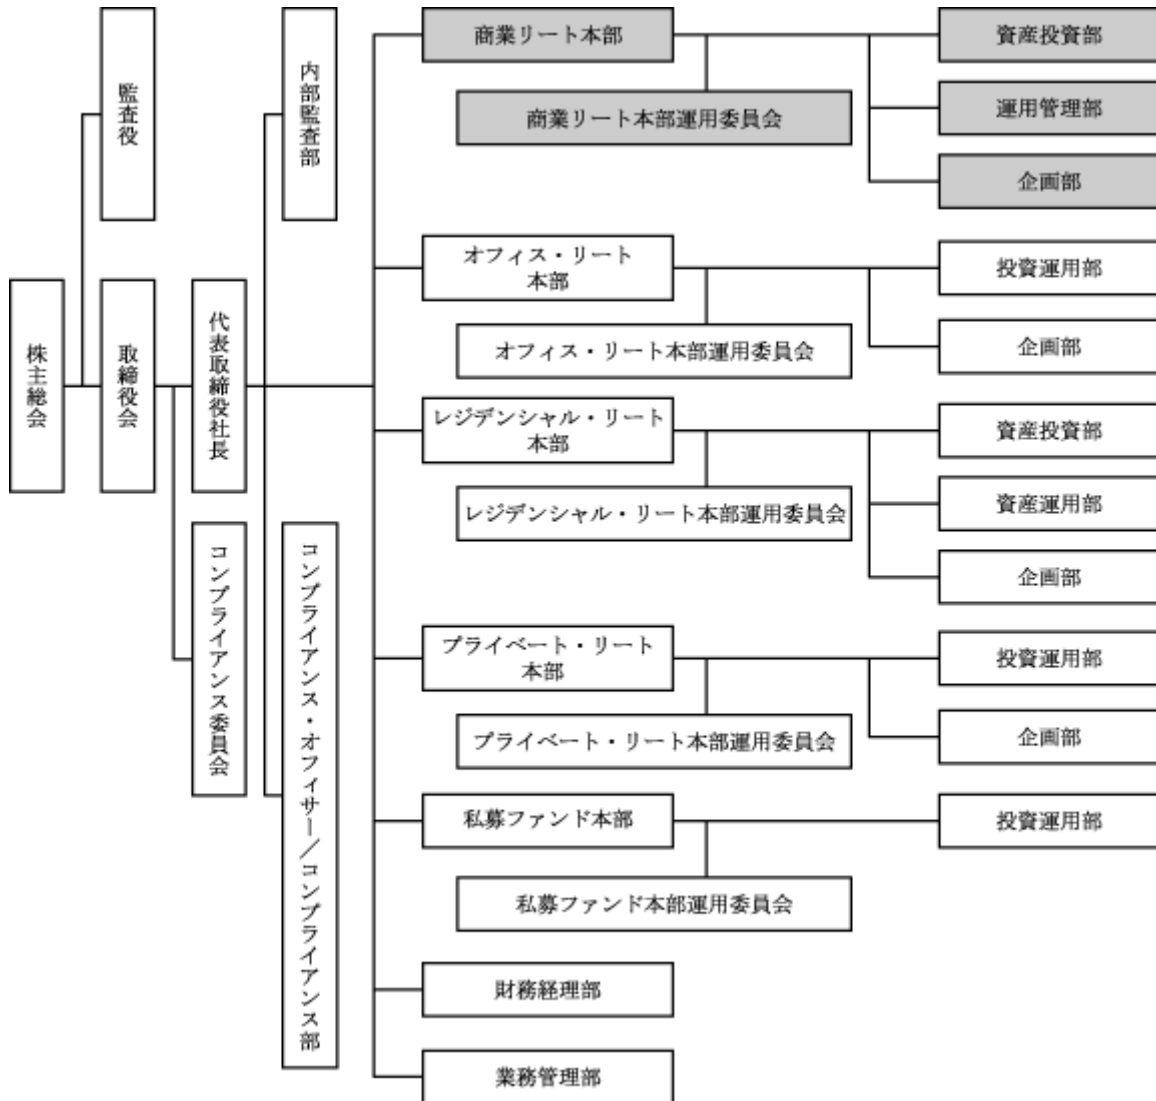 株主総会
監査役
取締役会
代表取締役社長
コンプライアンス委員会
内部監査部
コンプライアンス・オフィサー／コンプライアンス部
商業リート本部
商業リート本部運用委員会
資産投資部
運用管理部
企画部
オフィス・リート
本部
オフィス・リート本部運用委員会
投資運用部
企画部
レジデンシャル・リート
本部
レジデンシャル・リート本部運用委員会
資産投資部
資産運用部
企画部
プライベート・リート
本部
プライベート・リート本部運用委員会
投資運用部
企画部
私募ファンド本部
私募ファンド本部運用委員会
投資運用部
財務経理部
業務管理部